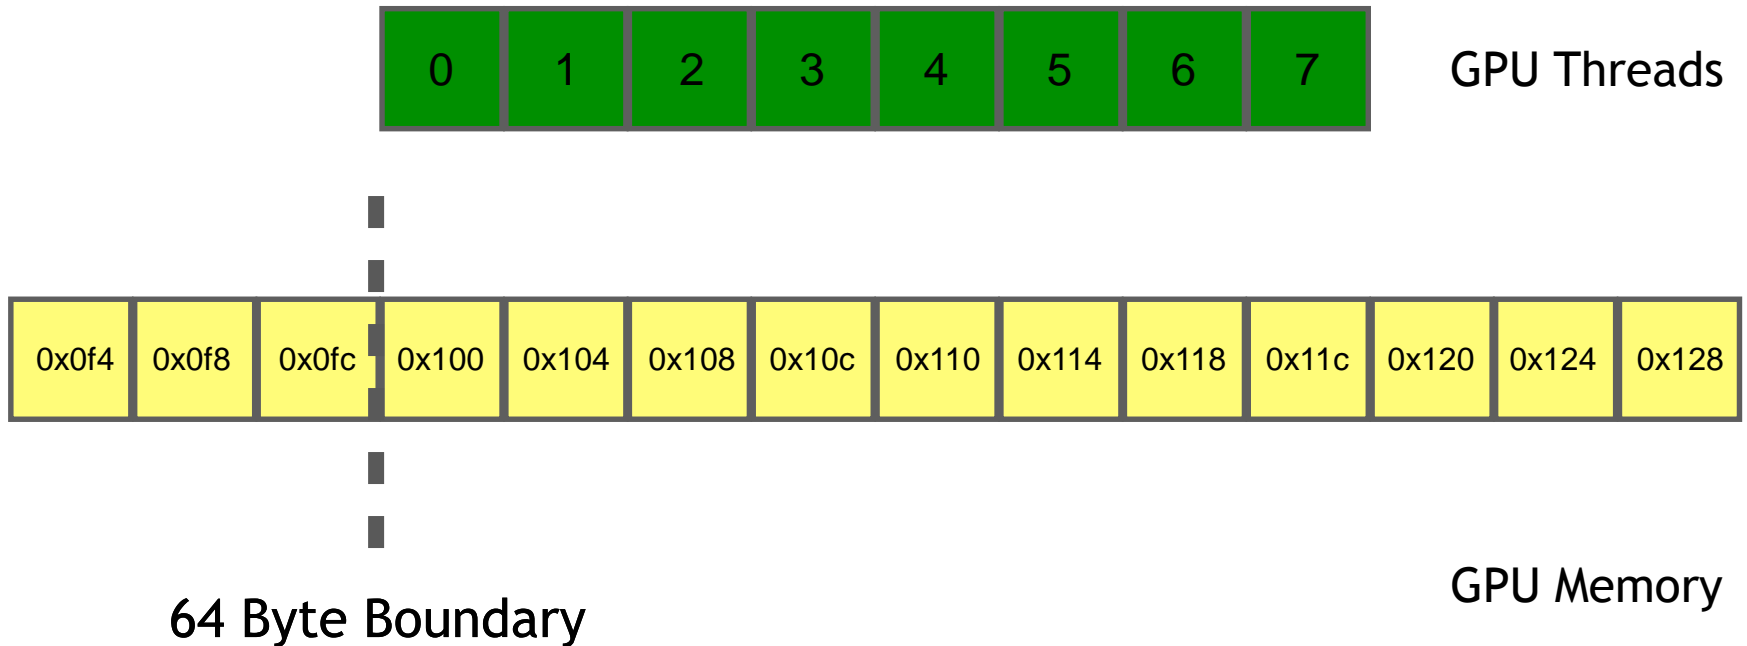 0 1 2 3 4 5 6 7 GPU Threads
0x0f4 0x0f8 0x0fc 0x100 0x104 0x108 0x10c 0x110 0x114 0x118 0x11c 0x120 0x124 0x128
64 Byte Boundary
GPU Memory